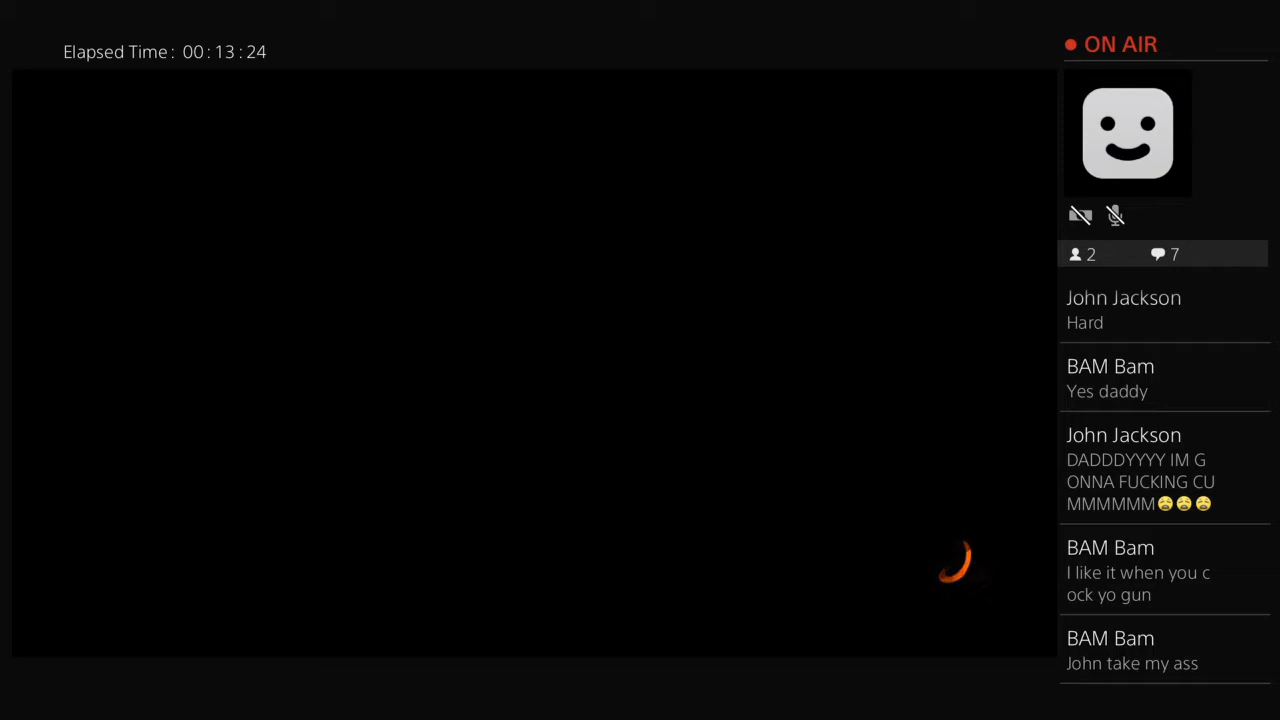 Elapsed Time: 00:13:24
ON AIR
2 7
John Jackson
Hard
BAM Bam
Yes daddy
John Jackson
DADDDYYYY IM G
ONNA FUCKING CU
MMMMMM😩😩😩
BAM Bam
I like it when you c
ock yo gun
BAM Bam
John take my ass